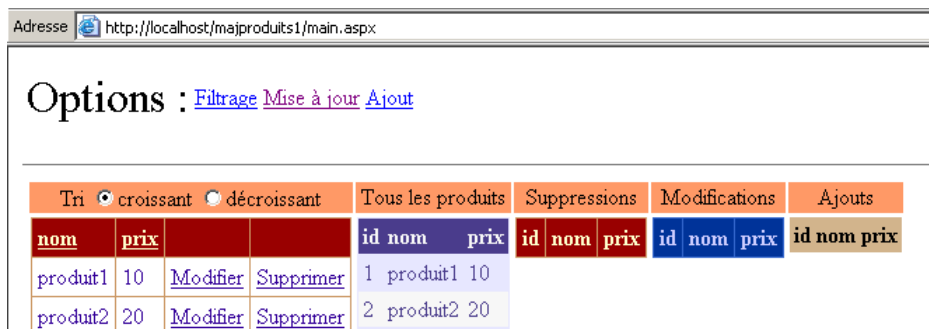 Adresse http://localhost/majproduits1/main.aspx
Options : Filtrage Mise à jour Ajout
Tri croissant décroissant Tous les produits Suppressions Modifications Ajouts
nom prix id nom prix id nom prix id nom prix id nom prix
produit1 10 Modifier Supprimer 1 produit1 10
produit2 20 Modifier Supprimer 2 produit2 20